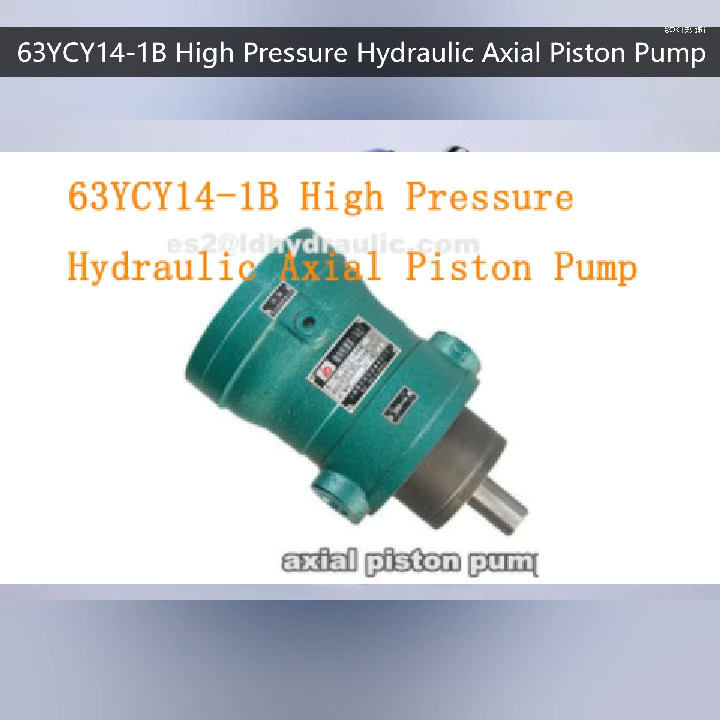 63YCY14-1B High Pressure Hydraulic Axial Piston Pump
63YCY14-1B High Pressure
es2@ldhydraulic.com
Hydraulic Axial Piston Pump
axial piston pump